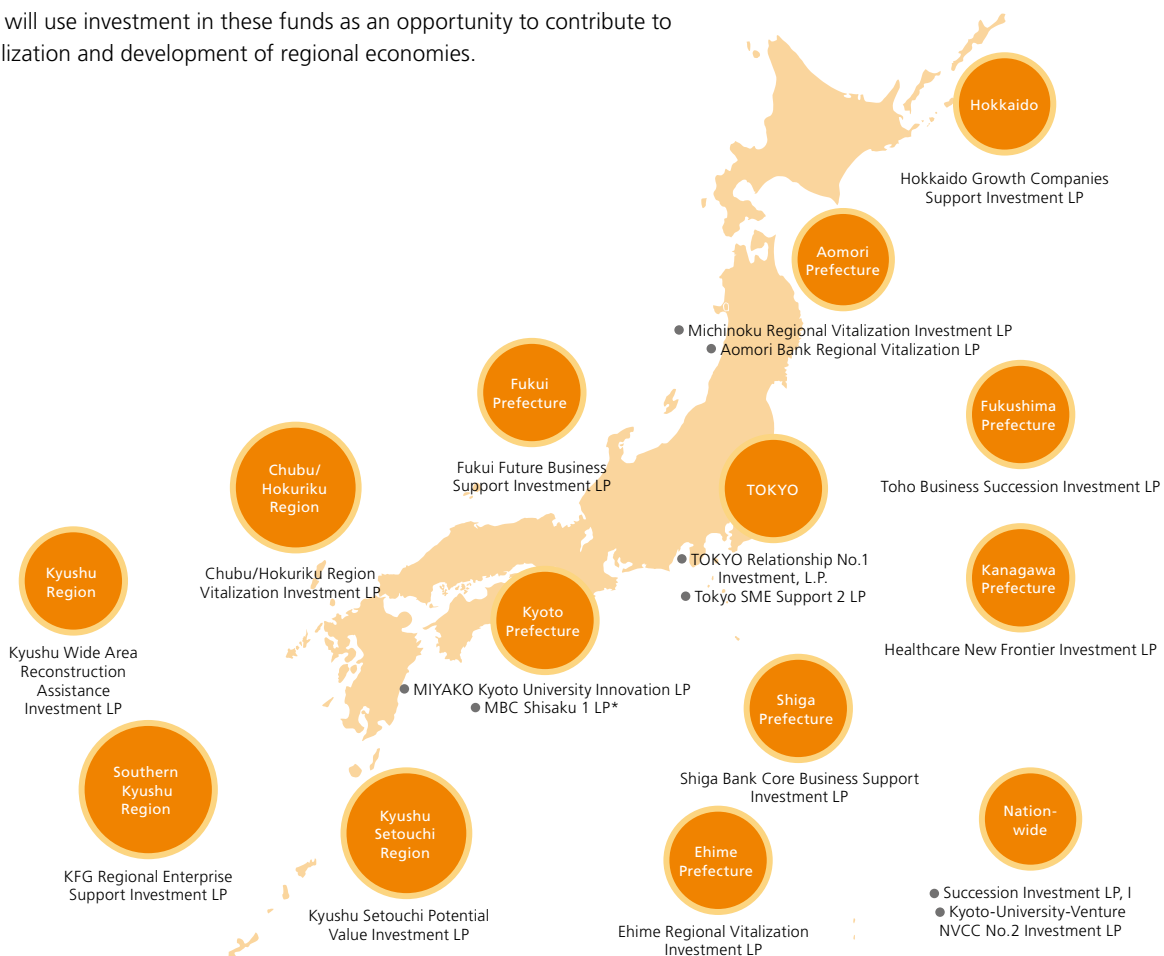 will use investment in these funds as an opportunity to contribute to
lization and development of regional economies.
Hokkaido
Hokkaido Growth Companies
Support Investment LP
Aomori
Prefecture
● Michinoku Regional Vitalization Investment LP
● Aomori Bank Regional Vitalization LP
Fukui
Prefecture
Fukui Future Business
Support Investment LP
Fukushima
Prefecture
Toho Business Succession Investment LP
Chubu/
Hokuriku
Region
Chubu/Hokuriku Region
Vitalization Investment LP
TOKYO
● TOKYO Relationship No.1
Investment, L.P.
● Tokyo SME Support 2 LP
Kyushu
Region
Kyushu Wide Area
Reconstruction
Assistance
Investment LP
Kanagawa
Prefecture
Healthcare New Frontier Investment LP
Kyoto
Prefecture
● MIYAKO Kyoto University Innovation LP
● MBC Shisaku 1 LP*
Shiga
Prefecture
Shiga Bank Core Business Support
Investment LP
Southern
Kyushu
Region
KFG Regional Enterprise
Support Investment LP
Kyushu
Setouchi
Region
Kyushu Setouchi Potential
Value Investment LP
Ehime
Prefecture
Ehime Regional Vitalization
Investment LP
Nation-
wide
● Succession Investment LP, I
● Kyoto-University-Venture
NVCC No.2 Investment LP